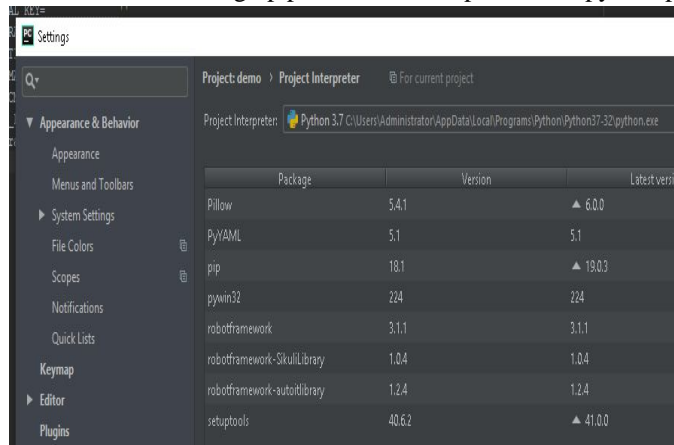 PC Settings
Project: demo > Project Interpreter For current project
Project Interpreter: Python 3.7 C:\Users\Administrator\AppData\Local\Programs\Python\Python37-32\python.exe
Appearance & Behavior
Appearance
Menus and Toolbars
System Settings
File Colors
Scopes
Notifications
Quick Lists
Keymap
Editor
Plugins
Package Version Latest versi
Pillow 5.4.1 ▲ 6.0.0
PyYAML 5.1 5.1
pip 18.1 ▲ 19.0.3
pywin32 224 224
robotframework 3.1.1 3.1.1
robotframework-SikuliLibrary 1.0.4 1.0.4
robotframework-autoitlibrary 1.2.4 1.2.4
setuptools 40.6.2 ▲ 41.0.0